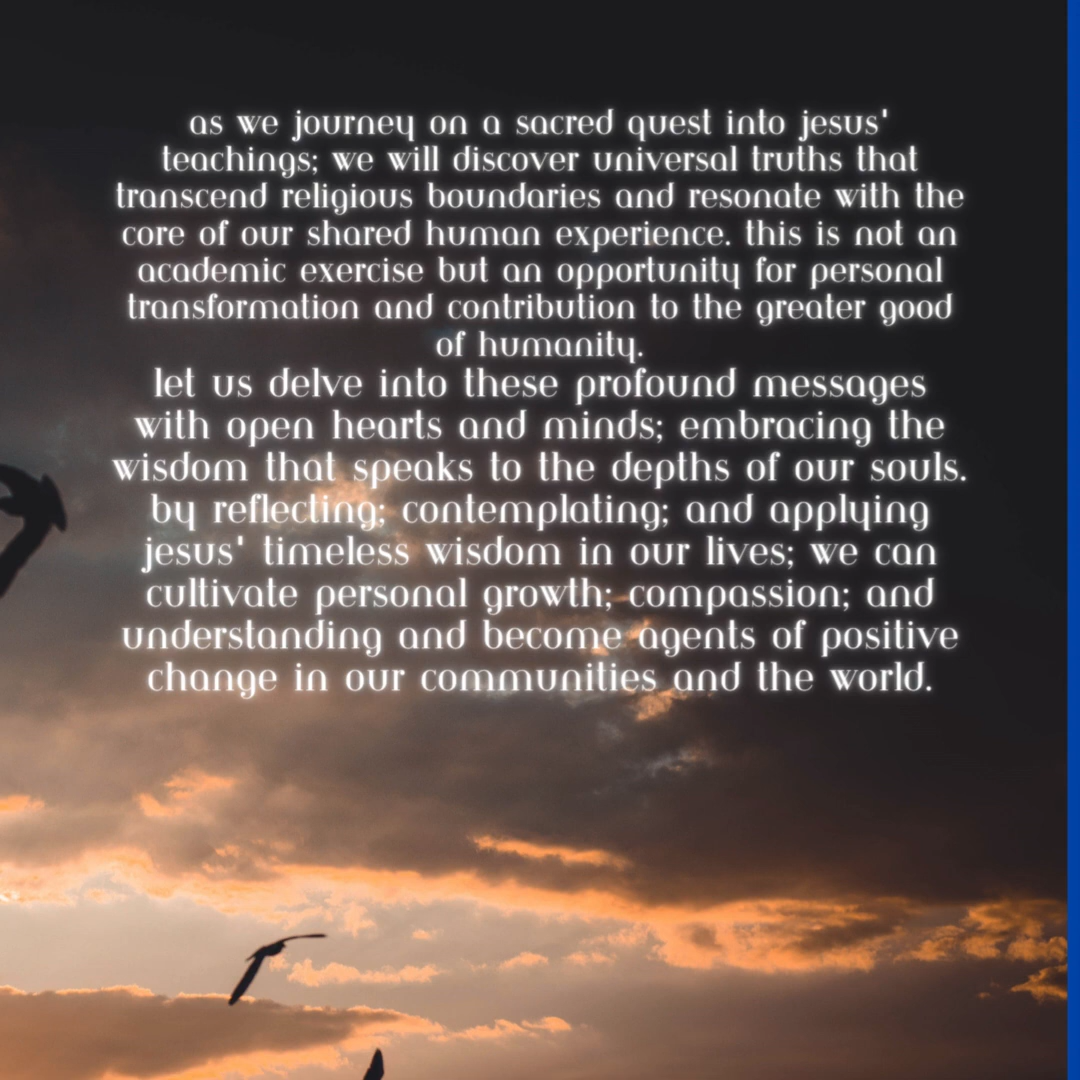 as we journey on a sacred quest into jesus'
teachings; we will discover universal truths that
transcend religious boundaries and resonate with the
core of our shared human experience. this is not an
academic exercise but an opportunity for personal
transformation and contribution to the greater good
of humanity.
let us delve into these profound messages
with open hearts and minds; embracing the
wisdom that speaks to the depths of our souls.
by reflecting; contemplating; and applying
jesus' timeless wisdom in our lives; we can
cultivate personal growth; compassion; and
understanding and become agents of positive
change in our communities and the world.